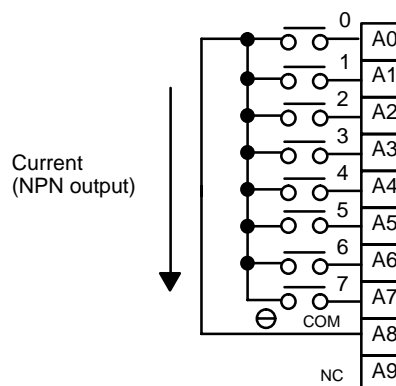 0
A0
1
A1
2
A2
3
A3
Current
(NPN output)
4
A4
5
A5
6
A6
7
A7
COM
A8
NC
A9